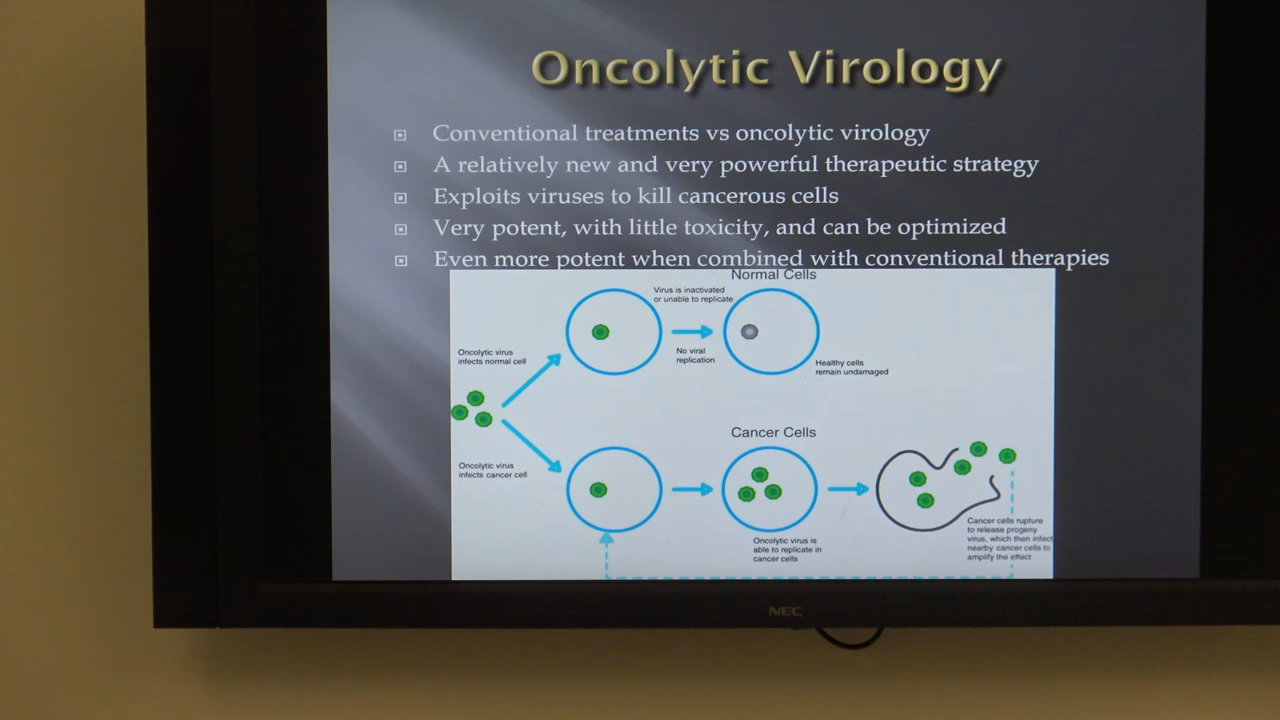 Oncolytic Virology
Conventional treatments vs oncolytic virology
A relatively new and very powerful therapeutic strategy
Exploits viruses to kill cancerous cells
Very potent, with little toxicity, and can be optimized
Even more potent when combined with conventional therapies
Normal Cells
Virus is inactivated
or unable to replicate
Oncolytic virus
infects normal cell
No viral
replication
Healthy cells
remain undamaged
Cancer Cells
Oncolytic virus
infects cancer cell
Oncolytic virus is
able to replicate in
cancer cells
Cancer cells rupture
to release progeny
virus, which then infect
nearby cancer cells to
amplify the effect
NEC